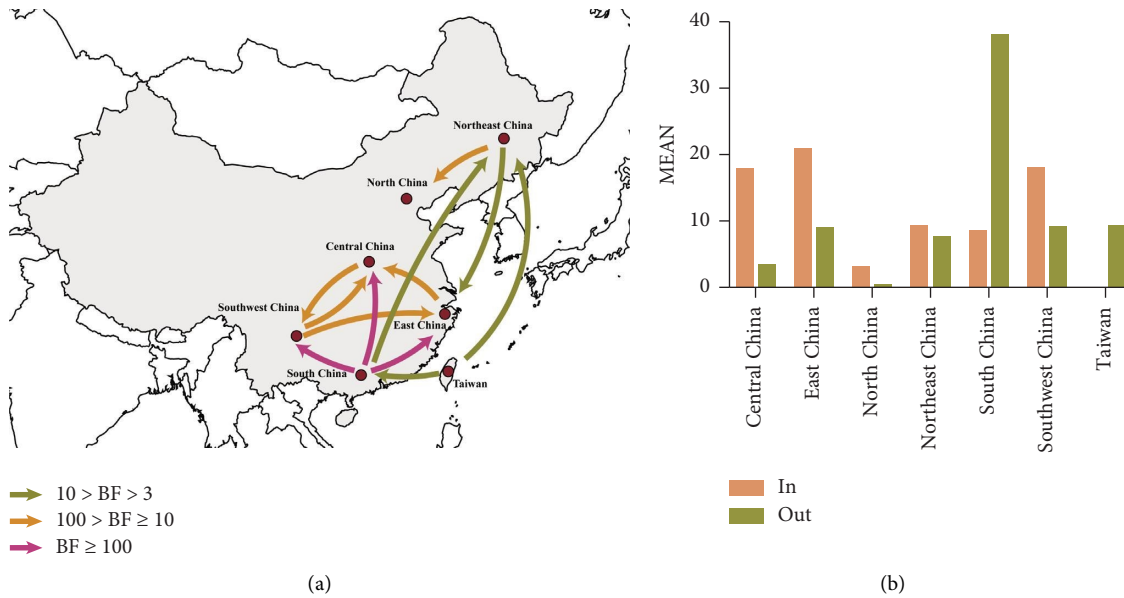 Northeast China
North China
Central China
Southwest China
East China
South China
Taiwan
10 > BF > 3
100 > BF ≥ 10
BF ≥ 100
(a)
MEAN
40
30
20
10
0
Central China
East China
North China
Northeast China
South China
Southwest China
Taiwan
In
Out
(b)